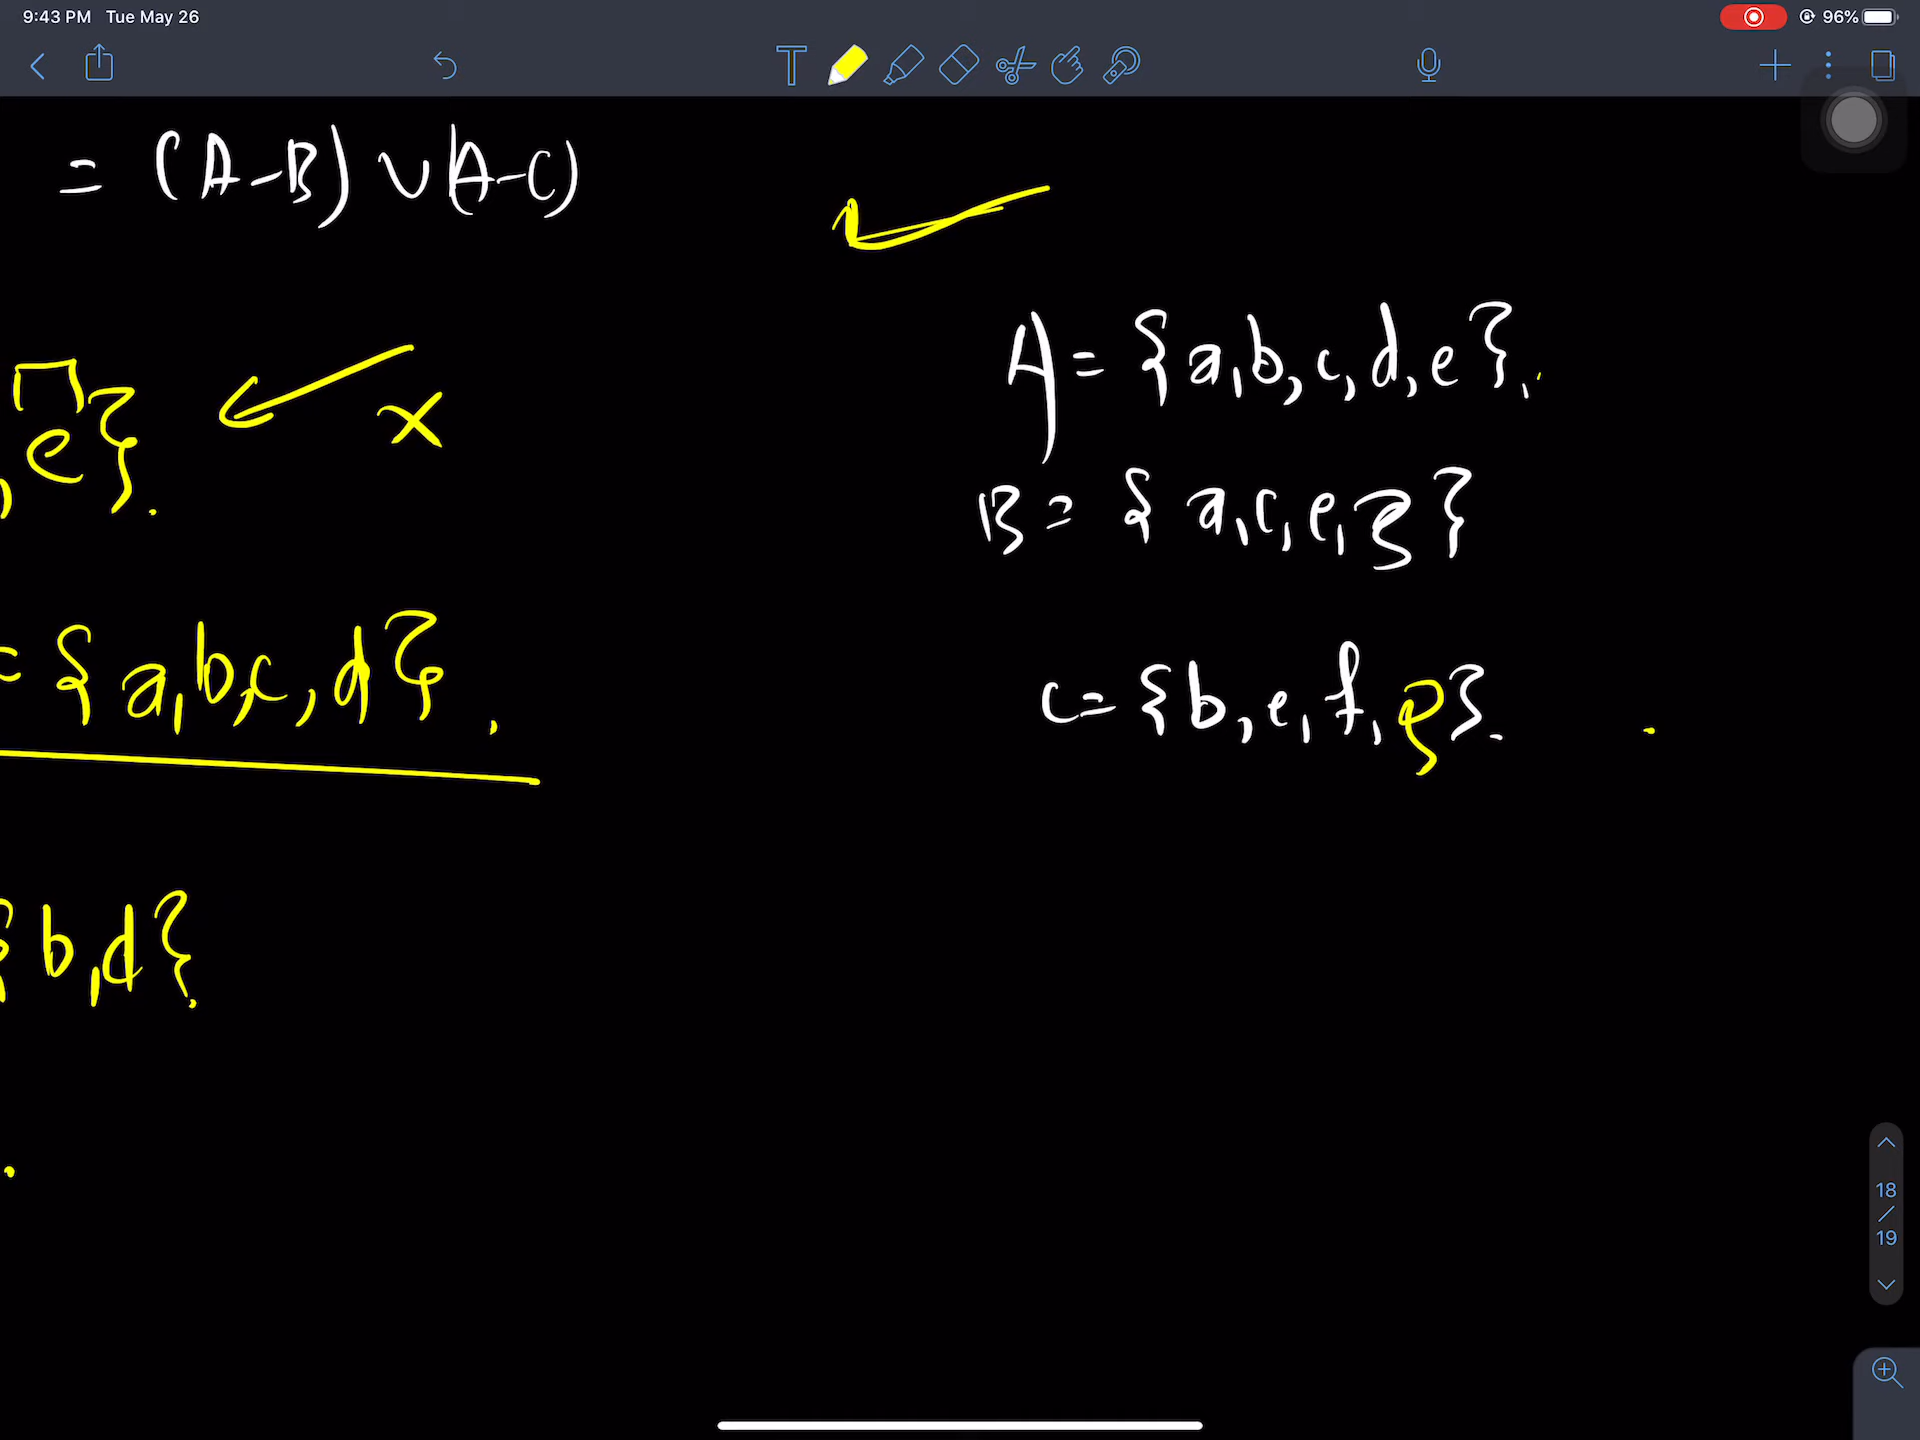 9:43 PM Tue May 26
96%
= (A-B) ∪ (A-C)
A = {a, b, c, d, e}.
, e}.
x
B = { a, c, e, g }
= {a, b, c, d}.
c = {b, e, f, g}.
{ b, d }.
18
/
19